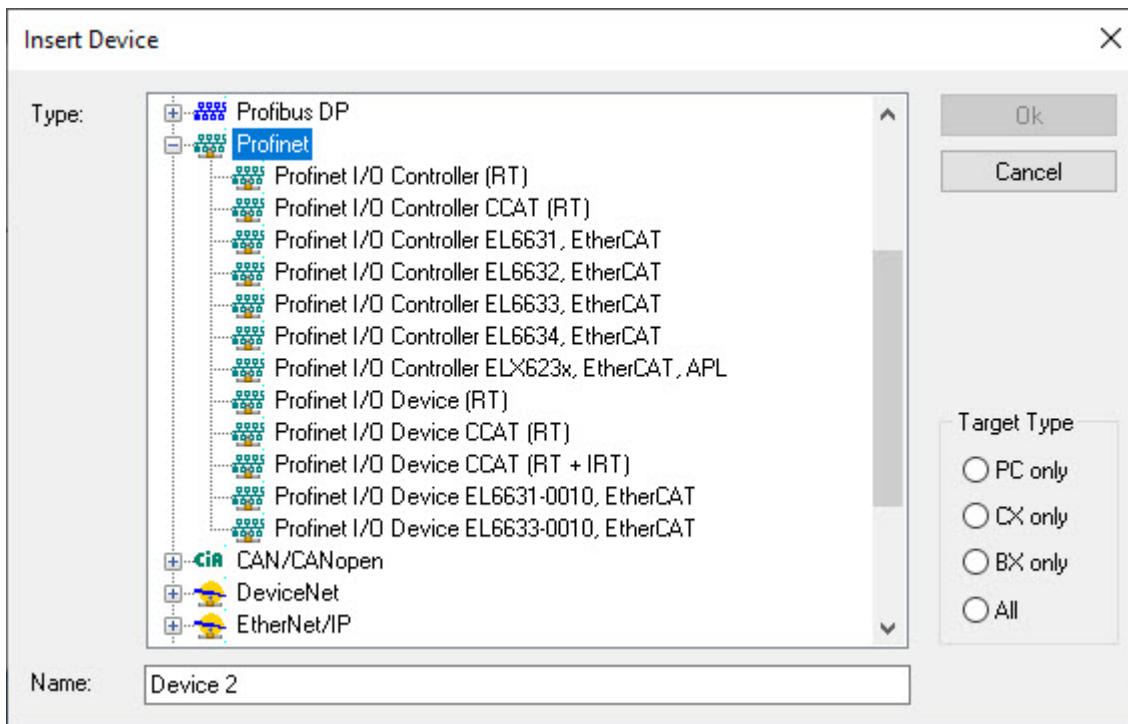 Insert Device
Type:
Profibus DP
Profinet
Profinet I/O Controller (RT)
Profinet I/O Controller CCAT (RT)
Profinet I/O Controller EL6631, EtherCAT
Profinet I/O Controller EL6632, EtherCAT
Profinet I/O Controller EL6633, EtherCAT
Profinet I/O Controller EL6634, EtherCAT
Profinet I/O Controller ELX623x, EtherCAT, APL
Profinet I/O Device (RT)
Profinet I/O Device CCAT (RT)
Profinet I/O Device CCAT (RT + IRT)
Profinet I/O Device EL6631-0010, EtherCAT
Profinet I/O Device EL6633-0010, EtherCAT
CiA CAN/CANopen
DeviceNet
EtherNet/IP
Ok
Cancel
Target Type
PC only
CX only
BX only
All
Name:
Device 2